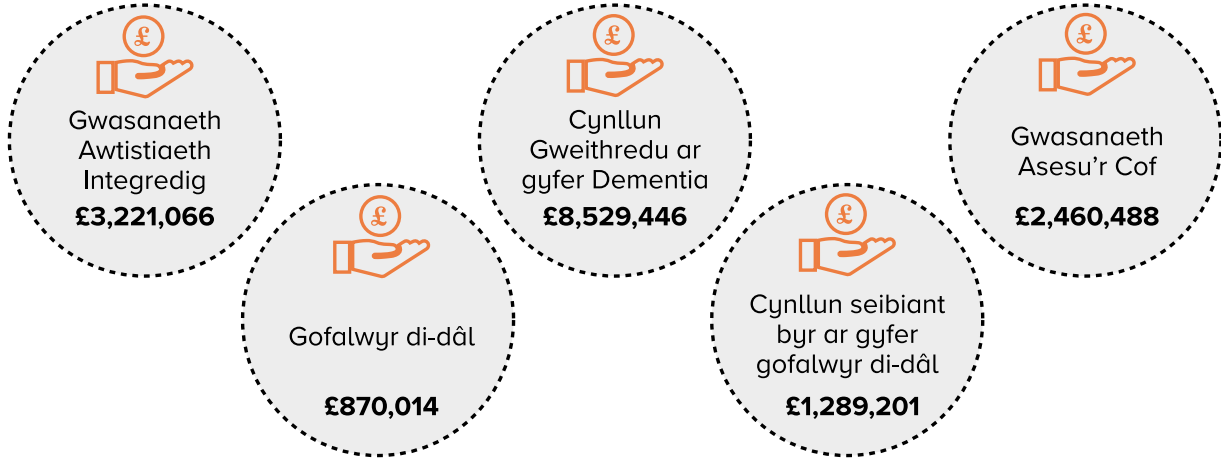 £
Gwasanaeth
Awtistiaeth
Integredig
£3,221,066
£
Gofalwyr di-dâl
£870,014
£
Cynllun
Gweithredu ar
gyfer Dementia
£8,529,446
£
Cynllun seibiant
byr ar gyfer
gofalwyr di-dâl
£1,289,201
£
Gwasanaeth
Asesu’r Cof
£2,460,488